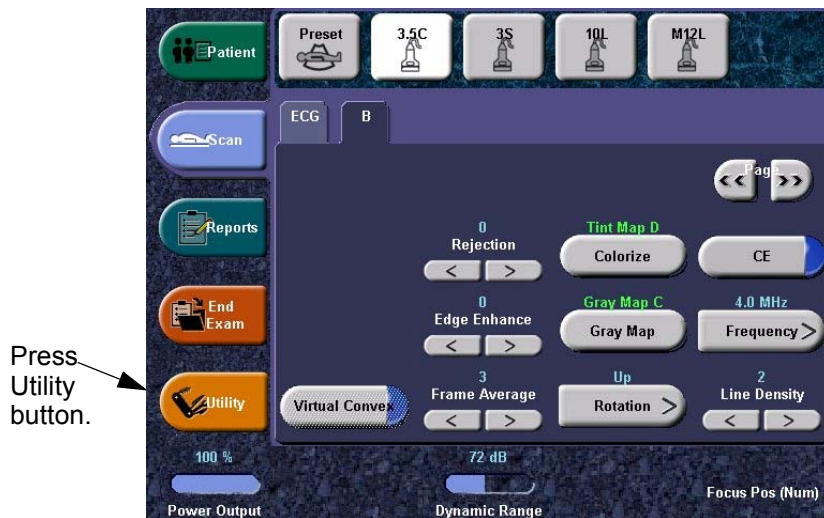 Patient
Preset
3.5C
3S
10L
M12L
Scan
ECG
B
<< Page >>
Reports
0
Rejection
< >
Tint Map D
Colorize
CE
End
Exam
0
Edge Enhance
< >
Gray Map C
Gray Map
4.0 MHz
Frequency >
Press
Utility
button.
Utility
Virtual Convex
3
Frame Average
< >
Up
Rotation >
2
Line Density
< >
100 %
Power Output
72 dB
Dynamic Range
Focus Pos (Num)